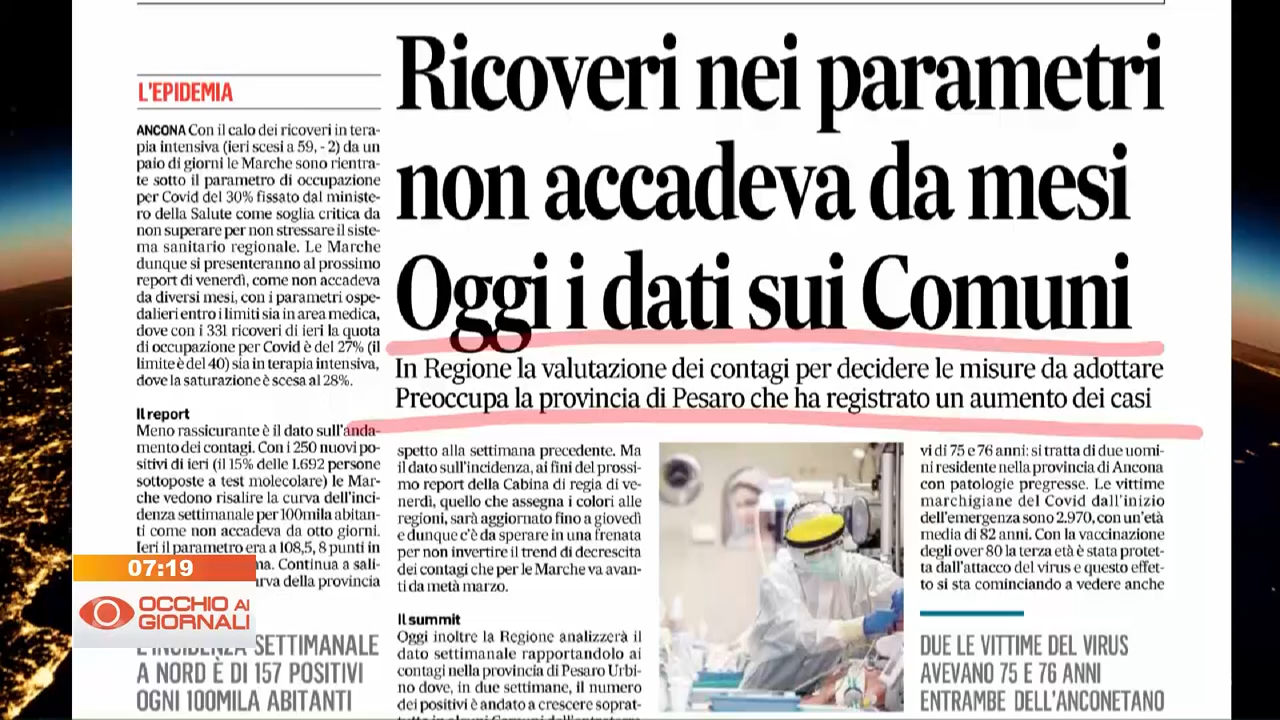 L'EPIDEMIA
Ricoveri nei parametri
non accadeva da mesi
Oggi i dati sui Comuni
In Regione la valutazione dei contagi per decidere le misure da adottare
Preoccupa la provincia di Pesaro che ha registrato un aumento dei casi
ANCONA Con il calo dei ricoveri in tera-
pia intensiva (ieri scesi a 59, - 2) da un
paio di giorni le Marche sono rientra-
te sotto il parametro di occupazione
per Covid del 30% fissato dal ministe-
ro della Salute come soglia critica da
non superare per non stressare il siste-
ma sanitario regionale. Le Marche
dunque si presenteranno al prossimo
report di venerdì, come non accadeva
da diversi mesi, con i parametri ospe-
dalieri entro i limiti sia in area medica,
dove con i 331 ricoveri di ieri la quota
di occupazione per Covid è del 27% (il
limite è del 40) sia in terapia intensiva,
dove la saturazione è scesa al 28%.
Il report
Meno rassicurante è il dato sull'anda-
mento dei contagi. Con i 250 nuovi po-
sitivi di ieri (il 15% delle 1.692 persone
sottoposte a test molecolare) le Mar-
che vedono risalire la curva dell'inci-
denza settimanale per 100mila abitan-
ti come non accadeva da otto giorni.
Ieri il parametro era a 108,5, 8 punti in
ma. Continua a sali-
rva della provincia
07:19
OCCHIO AI
GIORNALI
L'INCIDENZA SETTIMANALE
A NORD È DI 157 POSITIVI
OGNI 100MILA ABITANTI
spetto alla settimana precedente. Ma
il dato sull'incidenza, ai fini del prossi-
mo report della Cabina di regia di ve-
nerdì, quello che assegna i colori alle
regioni, sarà aggiornato fino a giovedì
e dunque c'è da sperare in una frenata
per non invertire il trend di decrescita
dei contagi che per le Marche va avan-
ti da metà marzo.
Il summit
Oggi inoltre la Regione analizzerà il
dato settimanale rapportandolo ai
contagi nella provincia di Pesaro Urbi-
no dove, in due settimane, il numero
dei positivi è andato a crescere soprat-
vi di 75 e 76 anni: si tratta di due uomi-
ni residente nella provincia di Ancona
con patologie pregresse. Le vittime
marchigiane del Covid dall'inizio
dell'emergenza sono 2.970, con un'età
media di 82 anni. Con la vaccinazione
degli over 80 la terza età è stata protet-
ta dall'attacco del virus e questo effet-
to si sta cominciando a vedere anche
DUE LE VITTIME DEL VIRUS
AVEVANO 75 E 76 ANNI
ENTRAMBE DELL'ANCONETANO